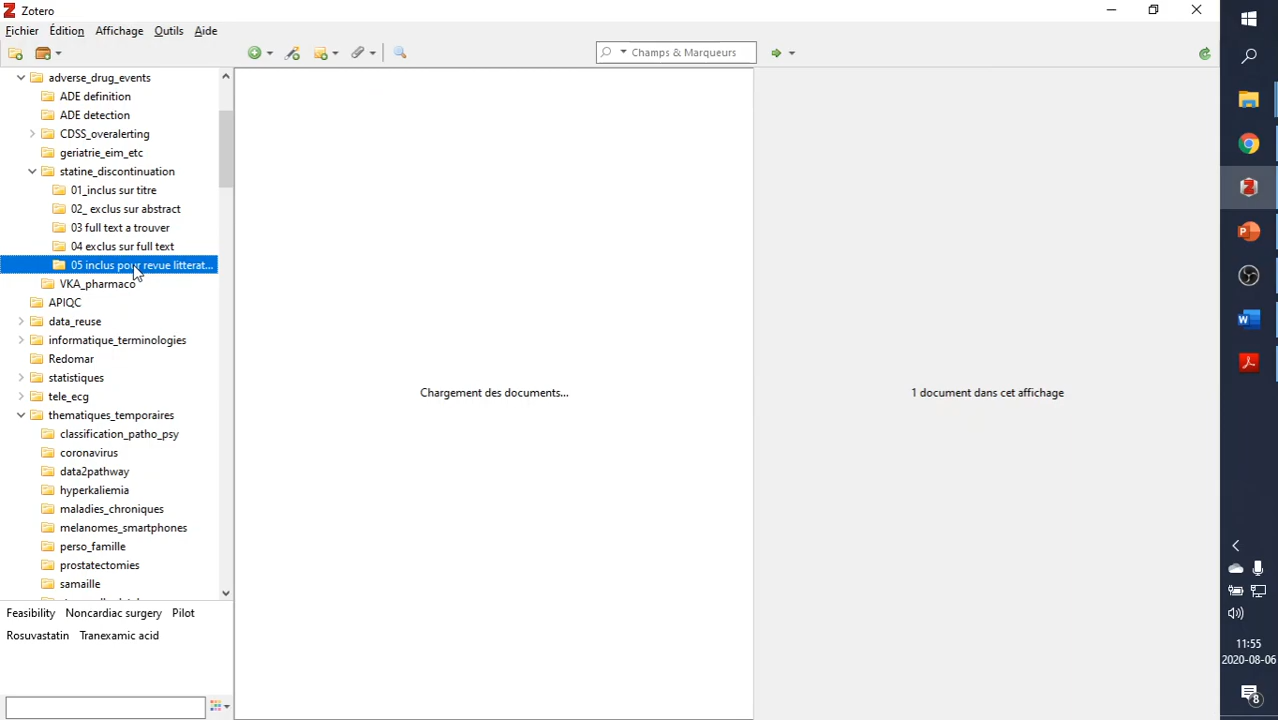 Zotero
Fichier Édition Affichage Outils Aide
Champs & Marqueurs
adverse_drug_events
ADE definition
ADE detection
CDSS_overalerting
geriatrie_eim_etc
statine_discontinuation
01_inclus sur titre
02_ exclus sur abstract
03 full text a trouver
04 exclus sur full text
05 inclus pour revue litterat...
VKA_pharmaco
APIQC
data_reuse
informatique_terminologies
Redomar
statistiques
tele_ecg
thematiques_temporaires
classification_patho_psy
coronavirus
data2pathway
hyperkaliemia
maladies_chroniques
melanomes_smartphones
perso_famille
prostatectomies
samaille
Feasibility Noncardiac surgery Pilot
Rosuvastatin Tranexamic acid
Chargement des documents...
1 document dans cet affichage
11:55
2020-08-06
8